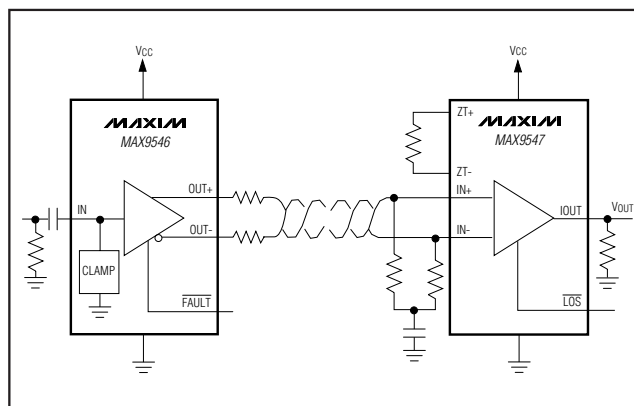 VCC
VCC
MAXIM
MAX9546
ZT+
MAXIM
MAX9547
OUT+
ZT-
IN
IN+
IOUT
VOUT
OUT-
IN-
CLAMP
FAULT
LOS